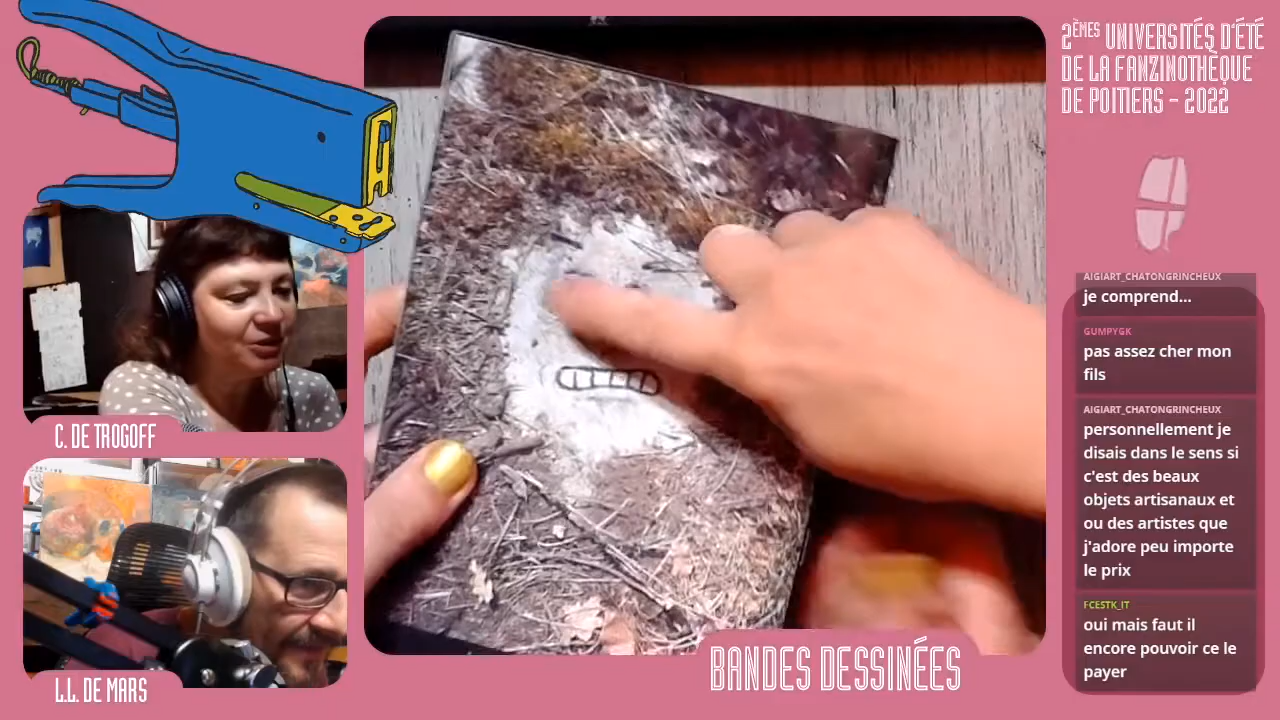 2ÈMES UNIVERSITÉS D'ÉTÉ
DE LA FANZINOTHÈQUE
DE POITIERS - 2022
AIGIART_CHATONGRINCHEUX
je comprend...
GUMPYGK
pas assez cher mon
fils
AIGIART_CHATONGRINCHEUX
personnellement je
disais dans le sens si
c'est des beaux
objets artisanaux et
ou des artistes que
j'adore peu importe
le prix
FCESTK_IT
oui mais faut il
encore pouvoir ce le
payer
C. DE TROGOFF
L.L. DE MARS
BANDES DESSINÉES